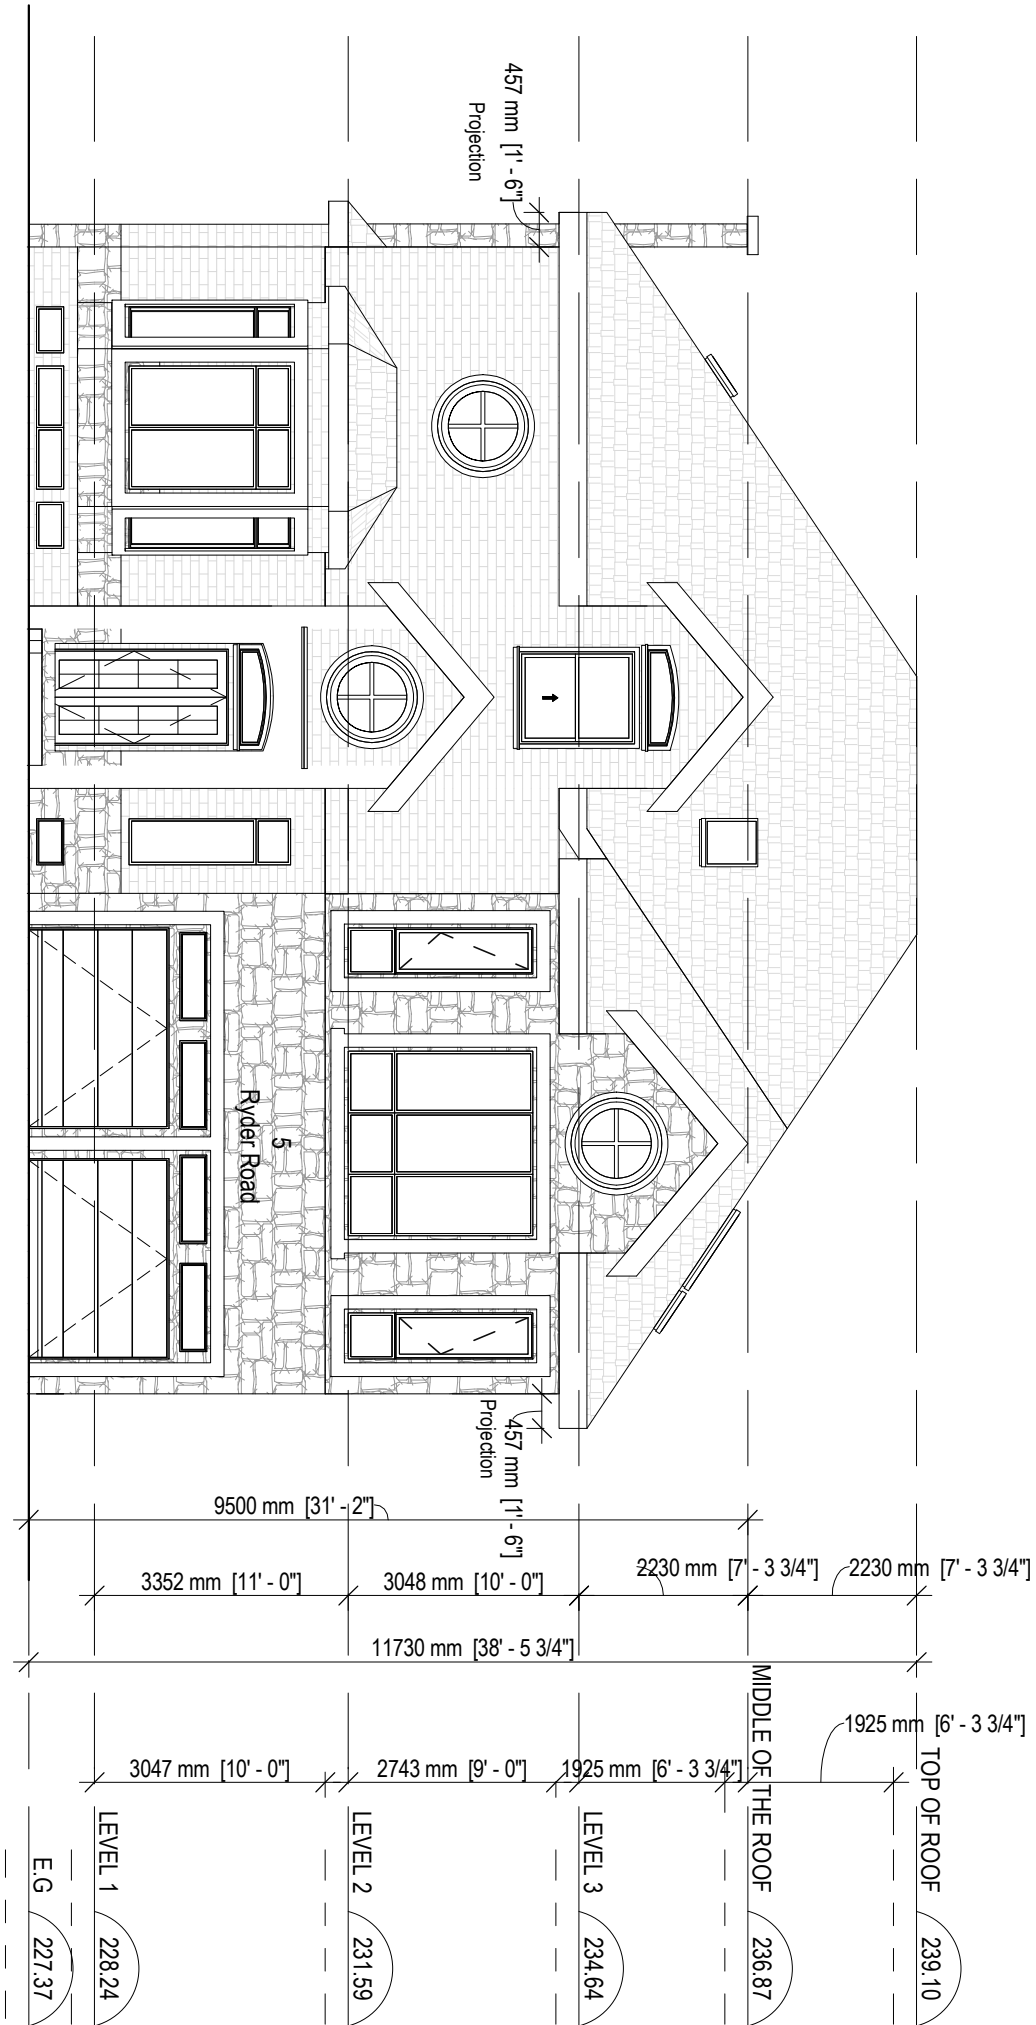 457 mm [1' - 6"]
Projection
5
Ryder Road
457 mm [1' - 6"]
Projection
9500 mm [31' - 2"]
3352 mm [11' - 0"]
3048 mm [10' - 0"]
2230 mm [7' - 3 3/4"]
2230 mm [7' - 3 3/4"]
11730 mm [38' - 5 3/4"]
1925 mm [6' - 3 3/4"]
3047 mm [10' - 0"]
2743 mm [9' - 0"]
1925 mm [6' - 3 3/4"]
TOP OF ROOF 239.10
MIDDLE OF THE ROOF 236.87
LEVEL 3 234.64
LEVEL 2 231.59
LEVEL 1 228.24
E.G 227.37